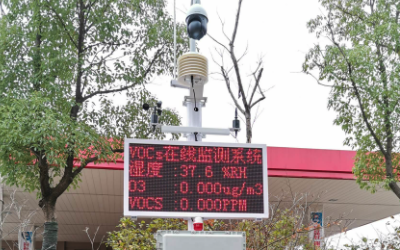 VOCs在线监测系统
湿度 :37.6 %RH
O3 :0.000ug/m3
VOCS :0.000PPM